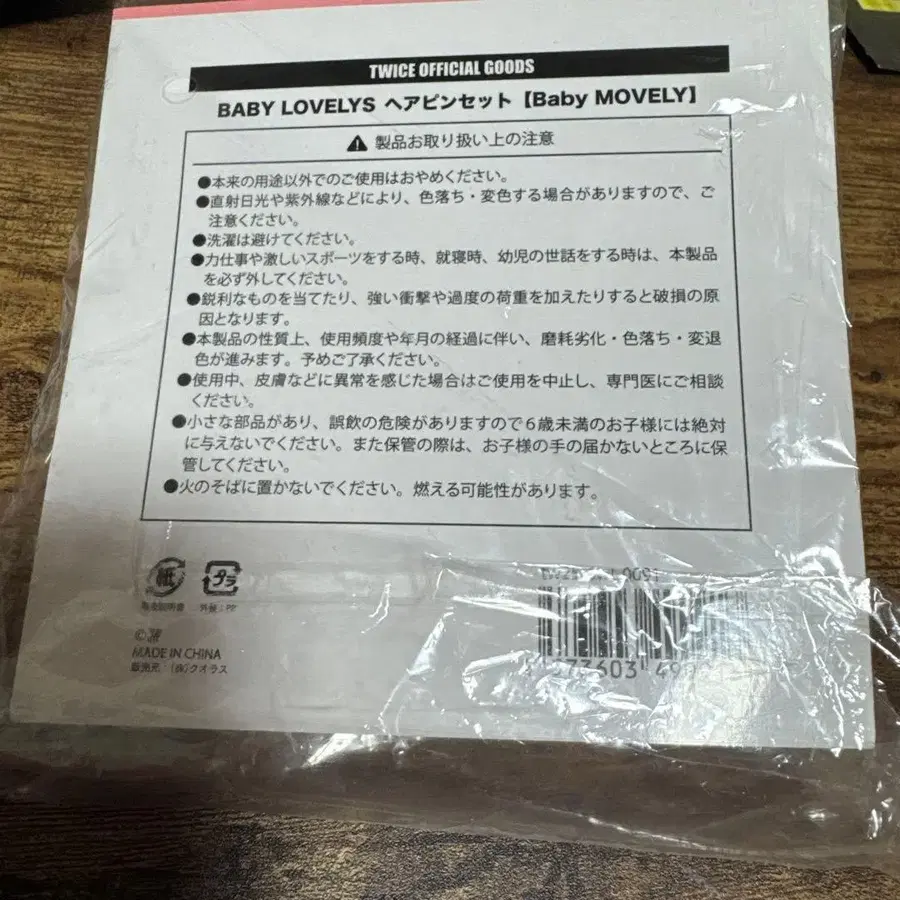 TWICE OFFICIAL GOODS
BABY LOVELYS ヘアピンセット【Baby MOVELY】
製品お取り扱い上の注意
●本来の用途以外でのご使用はおやめください。
●直射日光や紫外線などにより、色落ち・変色する場合がありますので、ご
注意ください。
●洗濯は避けてください。
●力仕事や激しいスポーツをする時、就寝時、幼児の世話をする時は、本製品
を必ず外してください。
●鋭利なものを当てたり、強い衝撃や過度の荷重を加えたりすると破損の原
因となります。
●本製品の性質上、使用頻度や年月の経過に伴い、磨耗劣化・色落ち・変退
色が進みます。予めご了承ください。
●使用中、皮膚などに異常を感じた場合はご使用を中止し、専門医にご相談
ください。
●小さな部品があり、誤飲の危険がありますので6歳未満のお子様には絶対
に与えないでください。また保管の際は、お子様の手の届かないところに保
管してください。
●火のそばに置かないでください。燃える可能性があります。
紙 プラ
取扱説明書 外装：PP
©
MADE IN CHINA
販売元 （株）クオラス
73603 49